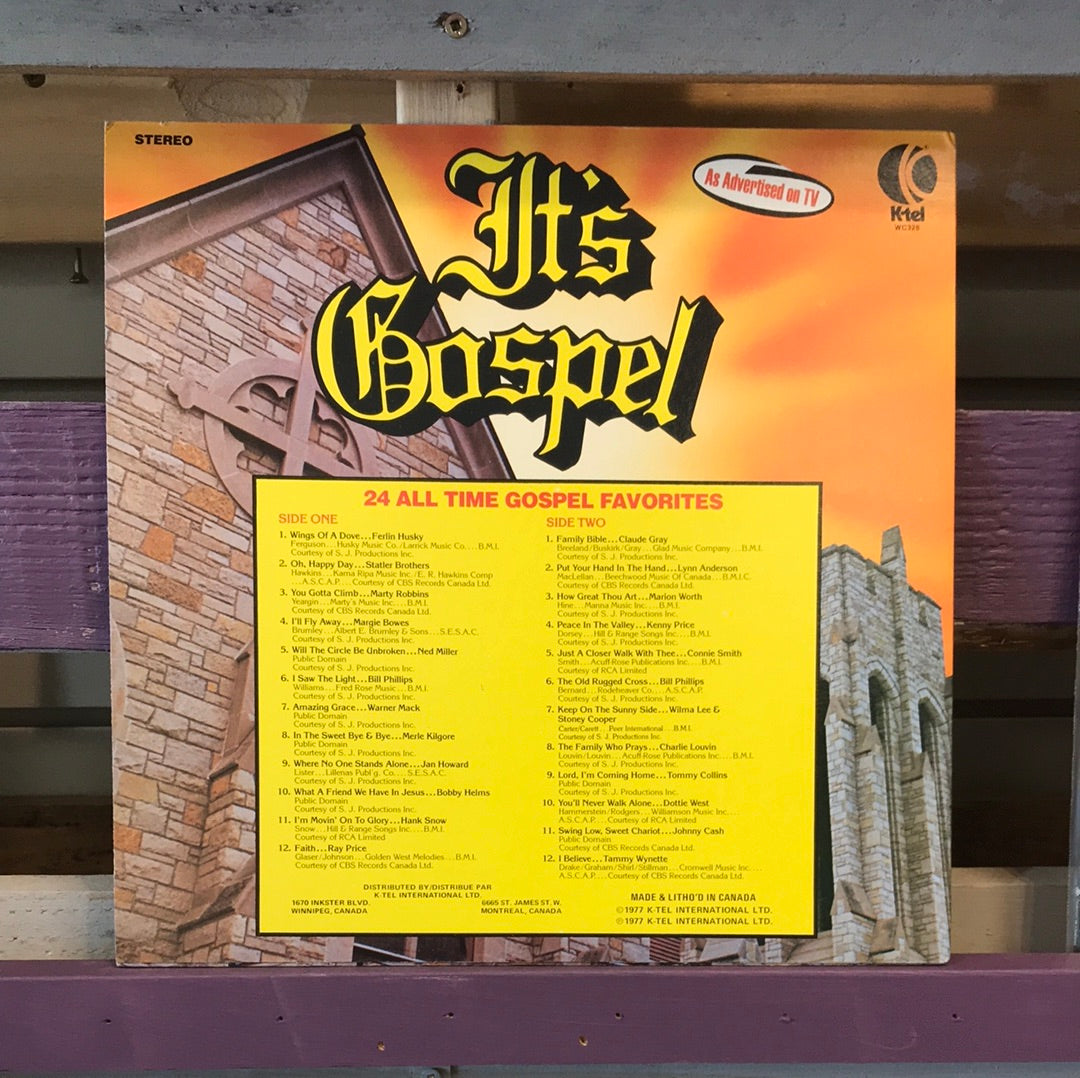 STEREO
It's
Gospel
As Advertised on TV
K-tel
WC 328
24 ALL TIME GOSPEL FAVORITES
SIDE ONE
1. Wings Of A Dove...Ferlin Husky
Ferguson...Husky Music Co./Larrick Music Co....B.M.I.
Courtesy of S. J. Productions Inc.
2. Oh, Happy Day...Statler Brothers
Hawkins...Kama Ripa Music Inc./E. R. Hawkins Comp
...A.S.C.A.P....Courtesy of CBS Records Canada Ltd.
3. You Gotta Climb...Marty Robbins
Yeargin...Marty's Music Inc....B.M.I.
Courtesy of CBS Records Canada Ltd.
4. I'll Fly Away...Margie Bowes
Brumley...Albert E. Brumley & Sons...S.E.S.A.C.
Courtesy of S. J. Productions Inc.
5. Will The Circle Be Unbroken...Ned Miller
Public Domain
Courtesy of S. J. Productions Inc.
6. I Saw The Light...Bill Phillips
Williams...Fred Rose Music...B.M.I.
Courtesy of S. J. Productions Inc.
7. Amazing Grace...Warner Mack
Public Domain
Courtesy of S. J. Productions Inc.
8. In The Sweet Bye & Bye...Merle Kilgore
Public Domain
Courtesy of S. J. Productions Inc.
9. Where No One Stands Alone...Jan Howard
Lister...Lillenas Publ'g. Co....S.E.S.A.C.
Courtesy of S. J. Productions Inc.
10. What A Friend We Have In Jesus...Bobby Helms
Public Domain
Courtesy of S. J. Productions Inc.
11. I'm Movin' On To Glory...Hank Snow
Snow...Hill & Range Songs Inc....B.M.I.
Courtesy of RCA Limited
12. Faith...Ray Price
Glaser/Johnson...Golden West Melodies...B.M.I.
Courtesy of CBS Records Canada Ltd.
SIDE TWO
1. Family Bible...Claude Gray
Breeland/Buskirk/Gray...Glad Music Company...B.M.I.
Courtesy of S. J. Productions Inc.
2. Put Your Hand In The Hand...Lynn Anderson
MacLellan...Beechwood Music Of Canada...B.M.I.C.
Courtesy of CBS Records Canada Ltd.
3. How Great Thou Art...Marion Worth
Hine...Manna Music Inc....B.M.I.
Courtesy of S. J. Productions Inc.
4. Peace In The Valley...Kenny Price
Dorsey...Hill & Range Songs Inc....B.M.I.
Courtesy of S. J. Productions Inc.
5. Just A Closer Walk With Thee...Connie Smith
Smith...Acuff-Rose Publications Inc....B.M.I.
Courtesy of RCA Limited
6. The Old Rugged Cross...Bill Phillips
Bernard...Rodeheaver Co....A.S.C.A.P.
Courtesy of S. J. Productions Inc.
7. Keep On The Sunny Side...Wilma Lee &
Stoney Cooper
Carter/Garett...Peer International...B.M.I.
Courtesy of S. J. Productions Inc.
8. The Family Who Prays...Charlie Louvin
Louvin/Louvin...Acuff-Rose Publications Inc....B.M.I.
Courtesy of S. J. Productions Inc.
9. Lord, I'm Coming Home...Tommy Collins
Public Domain
Courtesy of S. J. Productions Inc.
10. You'll Never Walk Alone...Dottie West
Hammerstein/Rodgers...Williamson Music Inc....
A.S.C.A.P....Courtesy of RCA Limited
11. Swing Low, Sweet Chariot...Johnny Cash
Public Domain
Courtesy of CBS Records Canada Ltd.
12. I Believe...Tammy Wynette
Drake/Graham/Shirl/Stillman...Cromwell Music Inc....
A.S.C.A.P....Courtesy of CBS Records Canada Ltd.
DISTRIBUTED BY/DISTRIBUE PAR
K-TEL INTERNATIONAL LTD.
1670 INKSTER BLVD.
WINNIPEG, CANADA
6665 ST. JAMES ST. W.
MONTREAL, CANADA
MADE & LITHO'D IN CANADA
©1977 K-TEL INTERNATIONAL LTD.
℗1977 K-TEL INTERNATIONAL LTD.